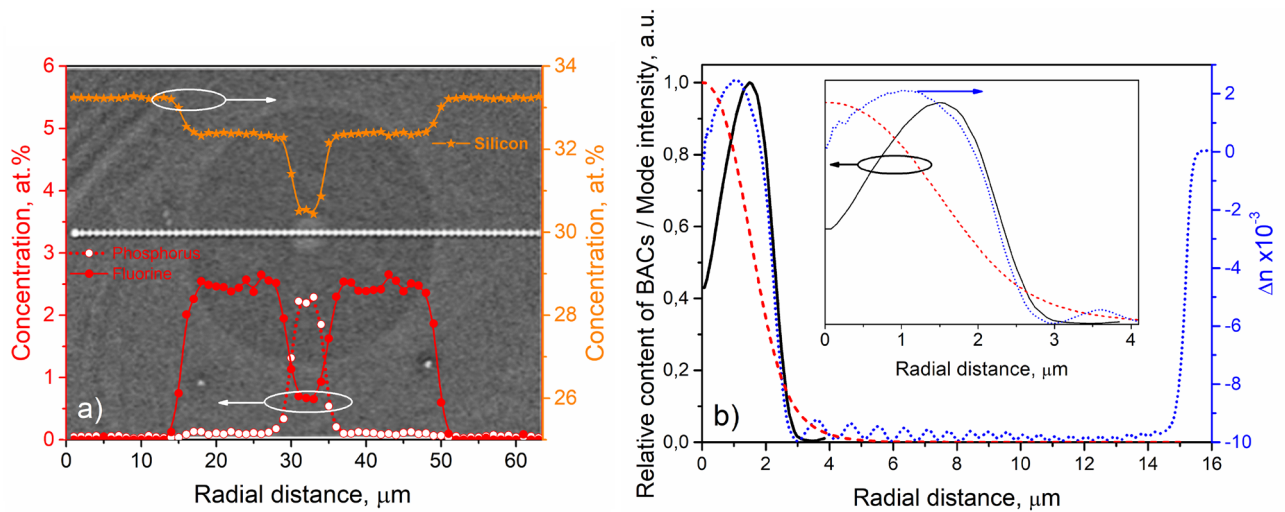 Concentration, at.%
6
5
4
3
2
1
0
Silicon
Phosphorus
Fluorine
a)
34
32
30
28
26
Concentration, at.%
0 10 20 30 40 50 60
Radial distance, μm
Relative content of BACs / Mode intensity, a.u.
1,0
0,8
0,6
0,4
0,2
0,0
b)
0 1 2 3 4
Radial distance, μm
2
0
-2
-4
-6
-8
-10
Δn x10⁻³
0 2 4 6 8 10 12 14 16
Radial distance, μm